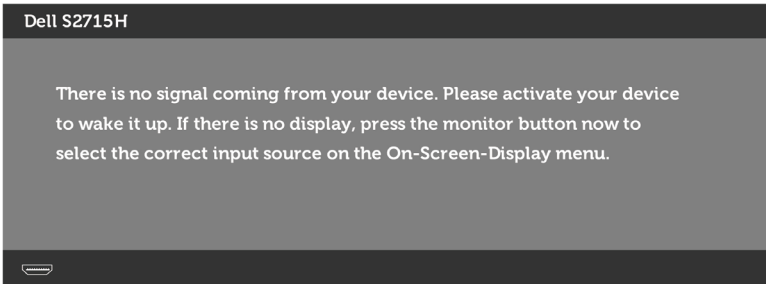 Dell S2715H
There is no signal coming from your device. Please activate your device
to wake it up. If there is no display, press the monitor button now to
select the correct input source on the On-Screen-Display menu.